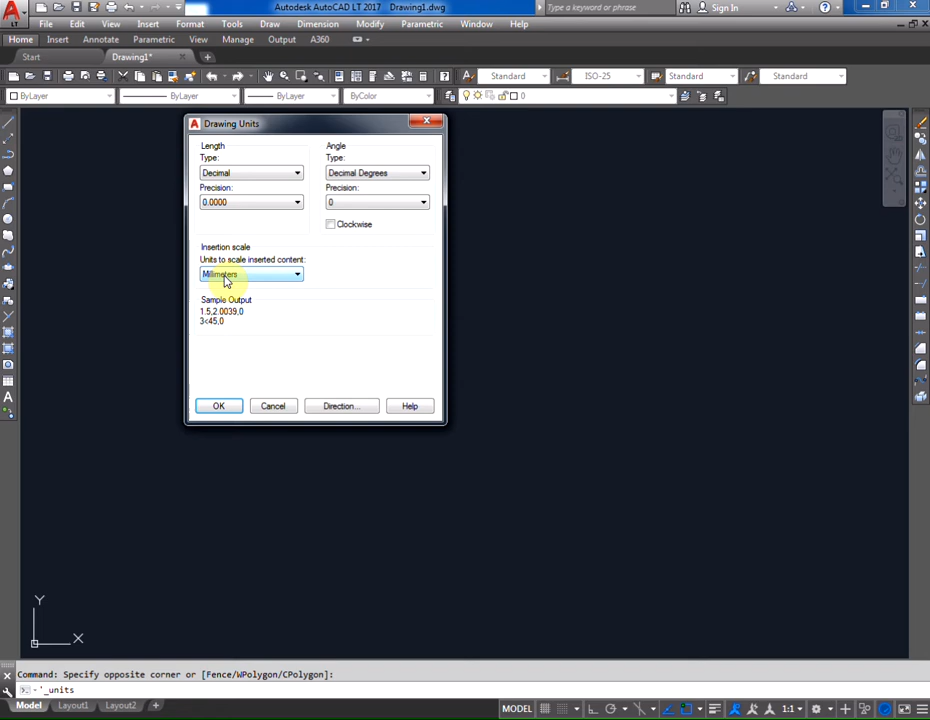 Autodesk AutoCAD LT 2017 Drawing1.dwg
Type a keyword or phrase
Sign In
LT
File Edit View Insert Format Tools Draw Dimension Modify Parametric Window Help
Home Insert Annotate Parametric View Manage Output A360
Start Drawing1*
Standard ISO-25 Standard Standard
ByLayer ByLayer ByLayer ByColor 0
Drawing Units
Length Angle
Type: Type:
Decimal Decimal Degrees
Precision: Precision:
0.0000 0
Clockwise
Insertion scale
Units to scale inserted content:
Millimeters
Sample Output
1.5,2.0039,0
3<45,0
OK Cancel Direction... Help
Y
X
Command: Specify opposite corner or [Fence/WPolygon/CPolygon]:
'_units
Model Layout1 Layout2 +
MODEL 1:1